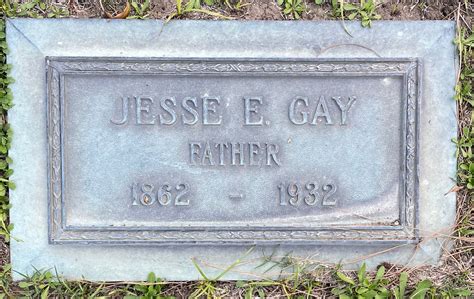 JESSE E. GAY
FATHER
1862 – 1932